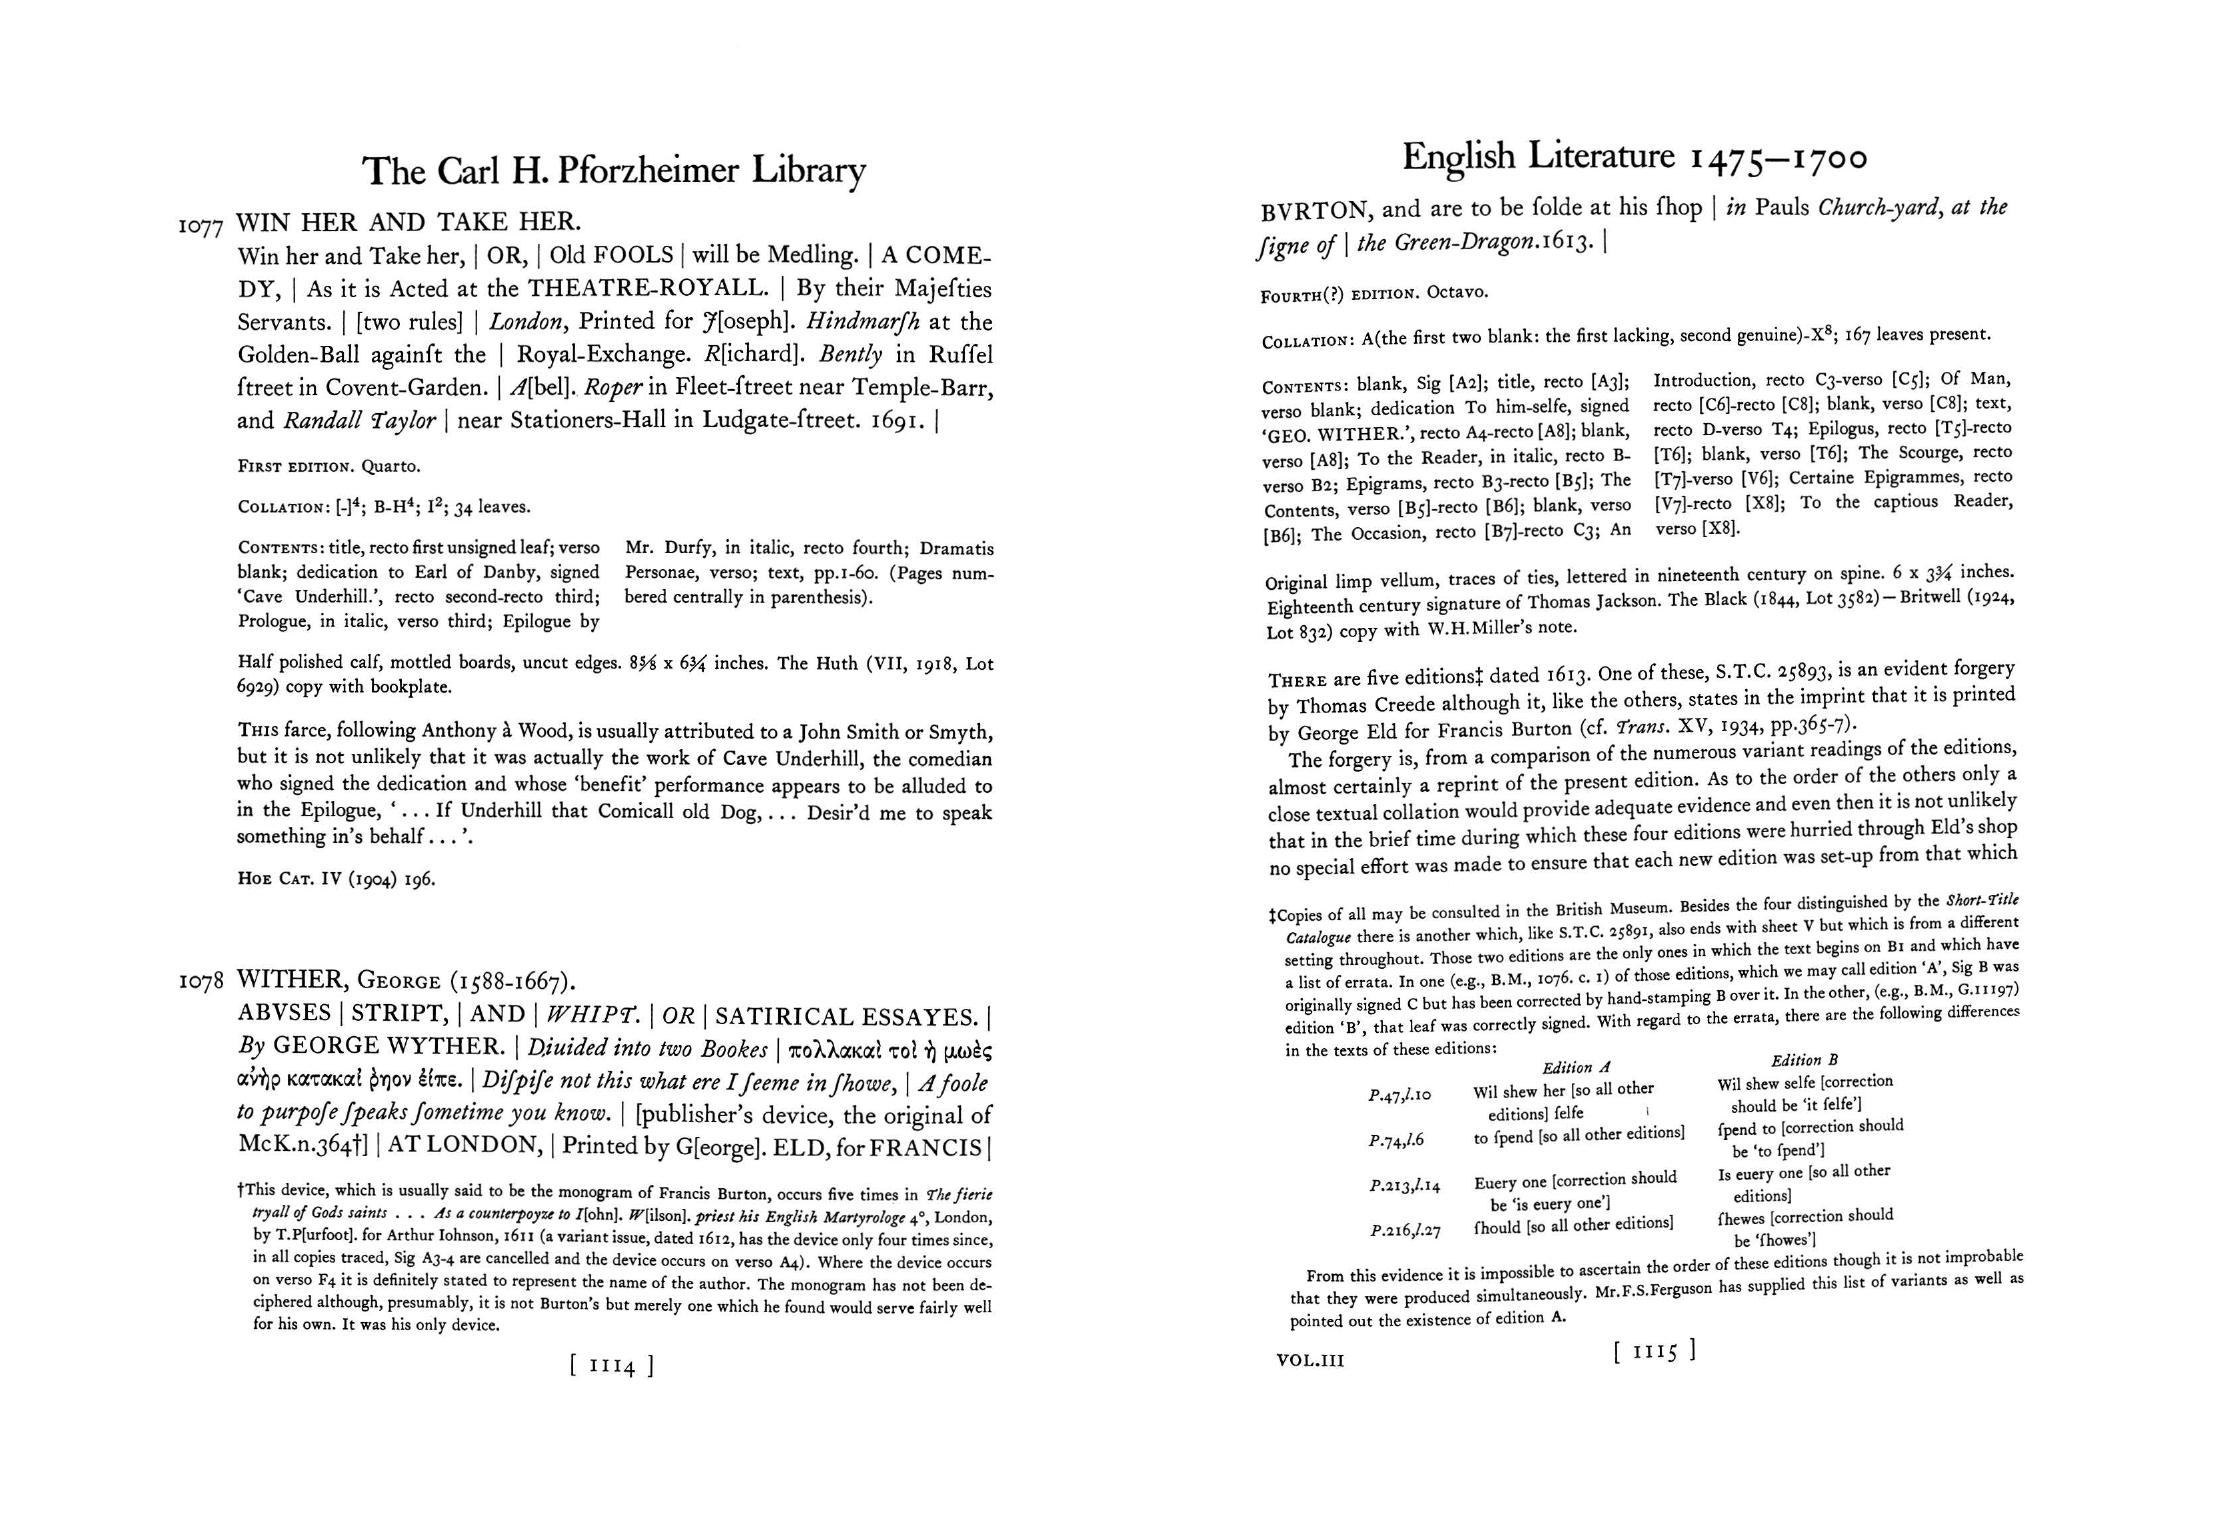 The Carl H. Pforzheimer Library
1077 WIN HER AND TAKE HER.
Win her and Take her, | OR, | Old FOOLS | will be Medling. | A COME-
DY, | As it is Acted at the THEATRE-ROYALL. | By their Majeſties
Servants. | [two rules] | London, Printed for J[oseph]. Hindmarſh at the
Golden-Ball againſt the | Royal-Exchange. R[ichard]. Bently in Ruſſel
ſtreet in Covent-Garden. | A[bel]. Roper in Fleet-ſtreet near Temple-Barr,
and Randall Taylor | near Stationers-Hall in Ludgate-ſtreet. 1691. |
FIRST EDITION. Quarto.
COLLATION: [-]⁴; B-H⁴; I²; 34 leaves.
CONTENTS: title, recto first unsigned leaf; verso
blank; dedication to Earl of Danby, signed
‘Cave Underhill.’, recto second-recto third;
Prologue, in italic, verso third; Epilogue by
Mr. Durfy, in italic, recto fourth; Dramatis
Personae, verso; text, pp.1-60. (Pages num-
bered centrally in parenthesis).
Half polished calf, mottled boards, uncut edges. 8⅝ x 6¾ inches. The Huth (VII, 1918, Lot
6929) copy with bookplate.
THIS farce, following Anthony à Wood, is usually attributed to a John Smith or Smyth,
but it is not unlikely that it was actually the work of Cave Underhill, the comedian
who signed the dedication and whose ‘benefit’ performance appears to be alluded to
in the Epilogue, ‘. . . If Underhill that Comicall old Dog, . . . Desir’d me to speak
something in’s behalf . . .’.
HOE CAT. IV (1904) 196.
1078 WITHER, GEORGE (1588-1667).
ABVSES | STRIPT, | AND | WHIPT. | OR | SATIRICAL ESSAYES. |
By GEORGE WYTHER. | Diuided into two Bookes | πολλακαὶ τοὶ ἠ μωὲς
ἀνὴρ κατακαὶ ῥηον ἐίπε. | Diſpiſe not this what ere I ſeeme in ſhowe, | A foole
to purpoſe ſpeaks ſometime you know. | [publisher’s device, the original of
McK.n.364†] | AT LONDON, | Printed by G[eorge]. ELD, for FRANCIS |
†This device, which is usually said to be the monogram of Francis Burton, occurs five times in The fierie
tryall of Gods saints . . . As a counterpoyze to I[ohn]. W[ilson]. priest his English Martyrologe 4°, London,
by T.P[urfoot]. for Arthur Iohnson, 1611 (a variant issue, dated 1612, has the device only four times since,
in all copies traced, Sig A3-4 are cancelled and the device occurs on verso A4). Where the device occurs
on verso F4 it is definitely stated to represent the name of the author. The monogram has not been de-
ciphered although, presumably, it is not Burton’s but merely one which he found would serve fairly well
for his own. It was his only device.
[ 1114 ]
English Literature 1475–1700
BVRTON, and are to be ſolde at his ſhop | in Pauls Church-yard, at the
ſigne of | the Green-Dragon.1613. |
FOURTH(?) EDITION. Octavo.
COLLATION: A(the first two blank: the first lacking, second genuine)-X⁸; 167 leaves present.
CONTENTS: blank, Sig [A2]; title, recto [A3];
verso blank; dedication To him-selfe, signed
‘GEO. WITHER.’, recto A4-recto [A8]; blank,
verso [A8]; To the Reader, in italic, recto B-
verso B2; Epigrams, recto B3-recto [B5]; The
Contents, verso [B5]-recto [B6]; blank, verso
[B6]; The Occasion, recto [B7]-recto C3; An
Introduction, recto C3-verso [C5]; Of Man,
recto [C6]-recto [C8]; blank, verso [C8]; text,
recto D-verso T4; Epilogus, recto [T5]-recto
[T6]; blank, verso [T6]; The Scourge, recto
[T7]-verso [V6]; Certaine Epigrammes, recto
[V7]-recto [X8]; To the captious Reader,
verso [X8].
Original limp vellum, traces of ties, lettered in nineteenth century on spine. 6 x 3¾ inches.
Eighteenth century signature of Thomas Jackson. The Black (1844, Lot 3582) — Britwell (1924,
Lot 832) copy with W.H.Miller’s note.
THERE are five editions‡ dated 1613. One of these, S.T.C. 25893, is an evident forgery
by Thomas Creede although it, like the others, states in the imprint that it is printed
by George Eld for Francis Burton (cf. Trans. XV, 1934, pp.365-7).
The forgery is, from a comparison of the numerous variant readings of the editions,
almost certainly a reprint of the present edition. As to the order of the others only a
close textual collation would provide adequate evidence and even then it is not unlikely
that in the brief time during which these four editions were hurried through Eld’s shop
no special effort was made to ensure that each new edition was set-up from that which
‡Copies of all may be consulted in the British Museum. Besides the four distinguished by the Short-Title
Catalogue there is another which, like S.T.C. 25891, also ends with sheet V but which is from a different
setting throughout. Those two editions are the only ones in which the text begins on B1 and which have
a list of errata. In one (e.g., B.M., 1076. c. 1) of those editions, which we may call edition ‘A’, Sig B was
originally signed C but has been corrected by hand-stamping B over it. In the other, (e.g., B.M., G.11197)
edition ‘B’, that leaf was correctly signed. With regard to the errata, there are the following differences
in the texts of these editions:
Edition A Edition B
P.47,l.10 Wil shew her [so all other Wil shew selfe [correction
editions] ſelfe should be ‘it ſelfe’]
P.74,l.6 to ſpend [so all other editions] ſpend to [correction should
be ‘to ſpend’]
P.213,l.14 Euery one [correction should Is euery one [so all other
be ‘is euery one’] editions]
P.216,l.27 ſhould [so all other editions] ſhewes [correction should
be ‘ſhowes’]
From this evidence it is impossible to ascertain the order of these editions though it is not improbable
that they were produced simultaneously. Mr.F.S.Ferguson has supplied this list of variants as well as
pointed out the existence of edition A.
VOL.III [ 1115 ]